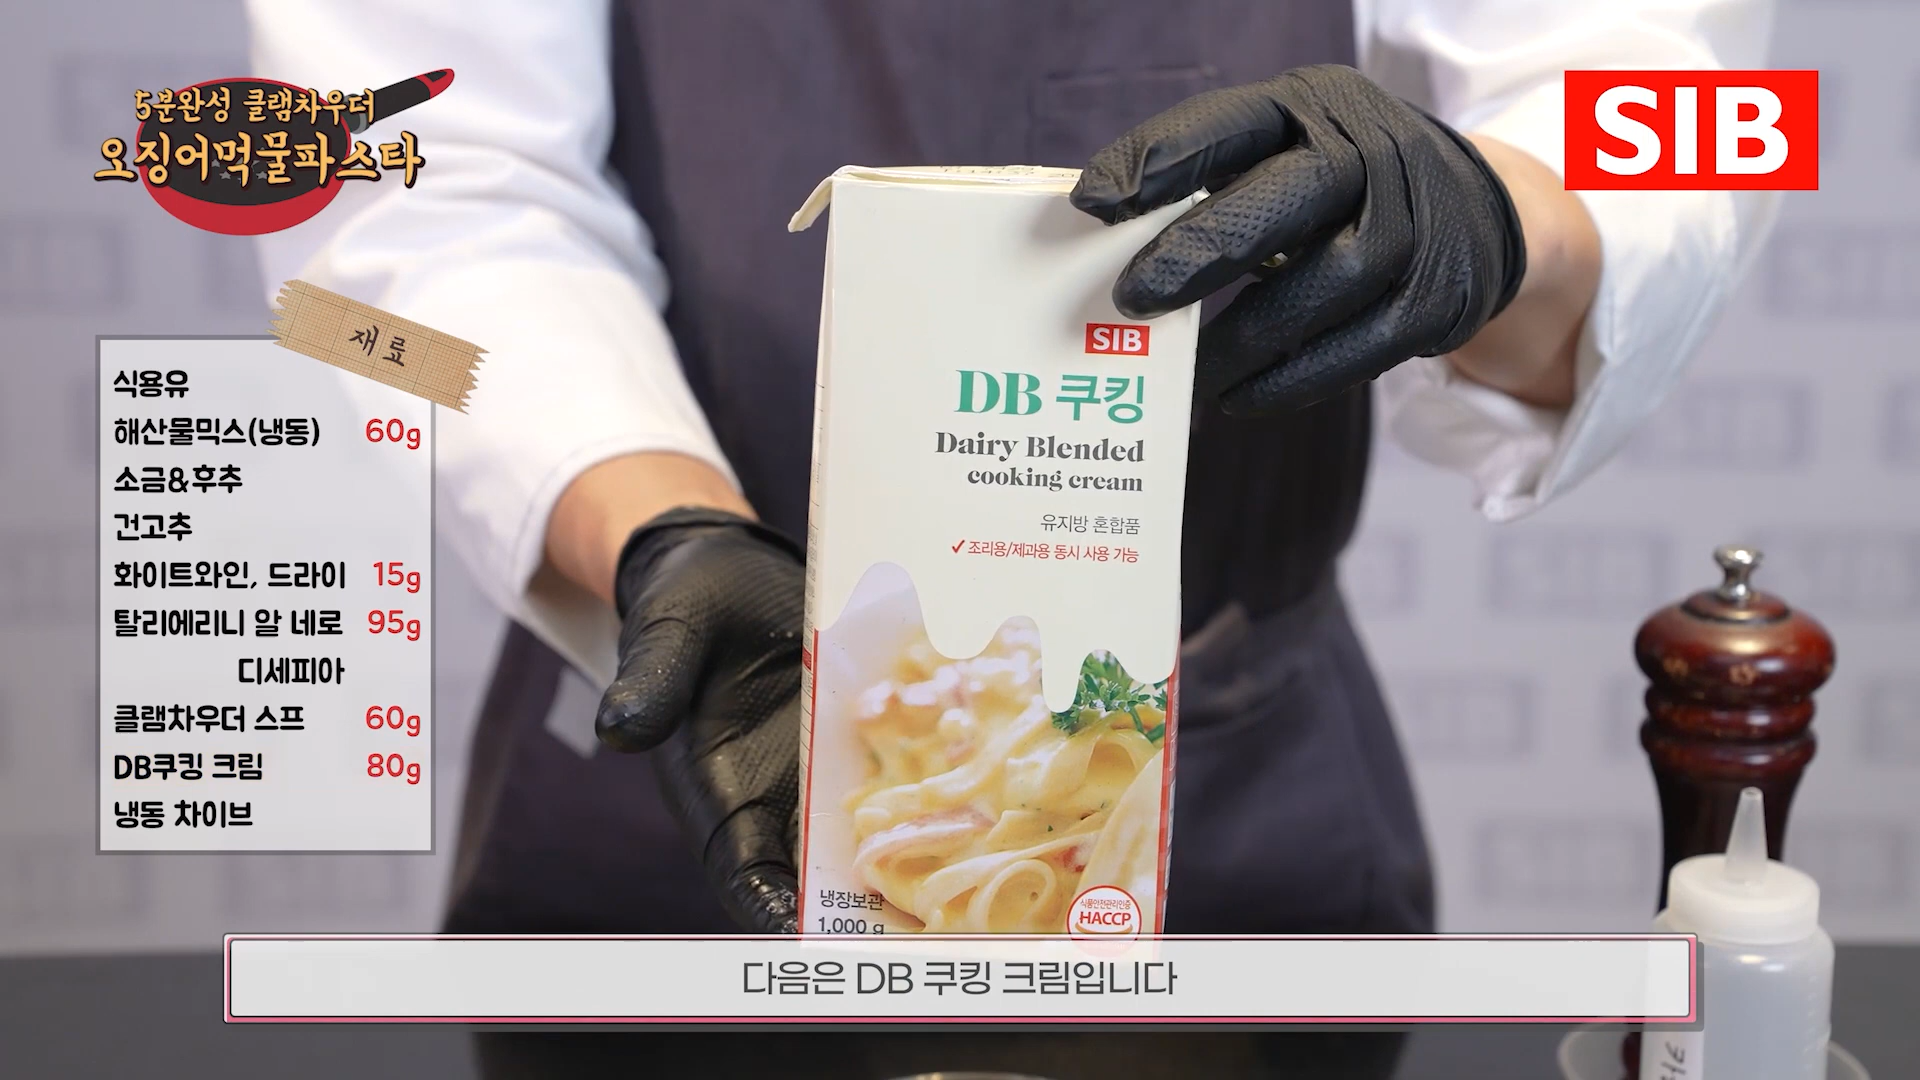 5분완성 클램차우더
오징어먹물파스타
SIB
재료
식용유
해산물믹스(냉동) 60g
소금&후추
건고추
화이트와인, 드라이 15g
탈리에리니 알 네로 95g
디세피아
클램차우더 스프 60g
DB쿠킹 크림 80g
냉동 차이브
SIB
DB 쿠킹
Dairy Blended
cooking cream
유지방 혼합품
✓조리용/제과용 동시 사용 가능
냉장보관
1,000 g
식품안전관리인증
HACCP
다음은 DB 쿠킹 크림입니다